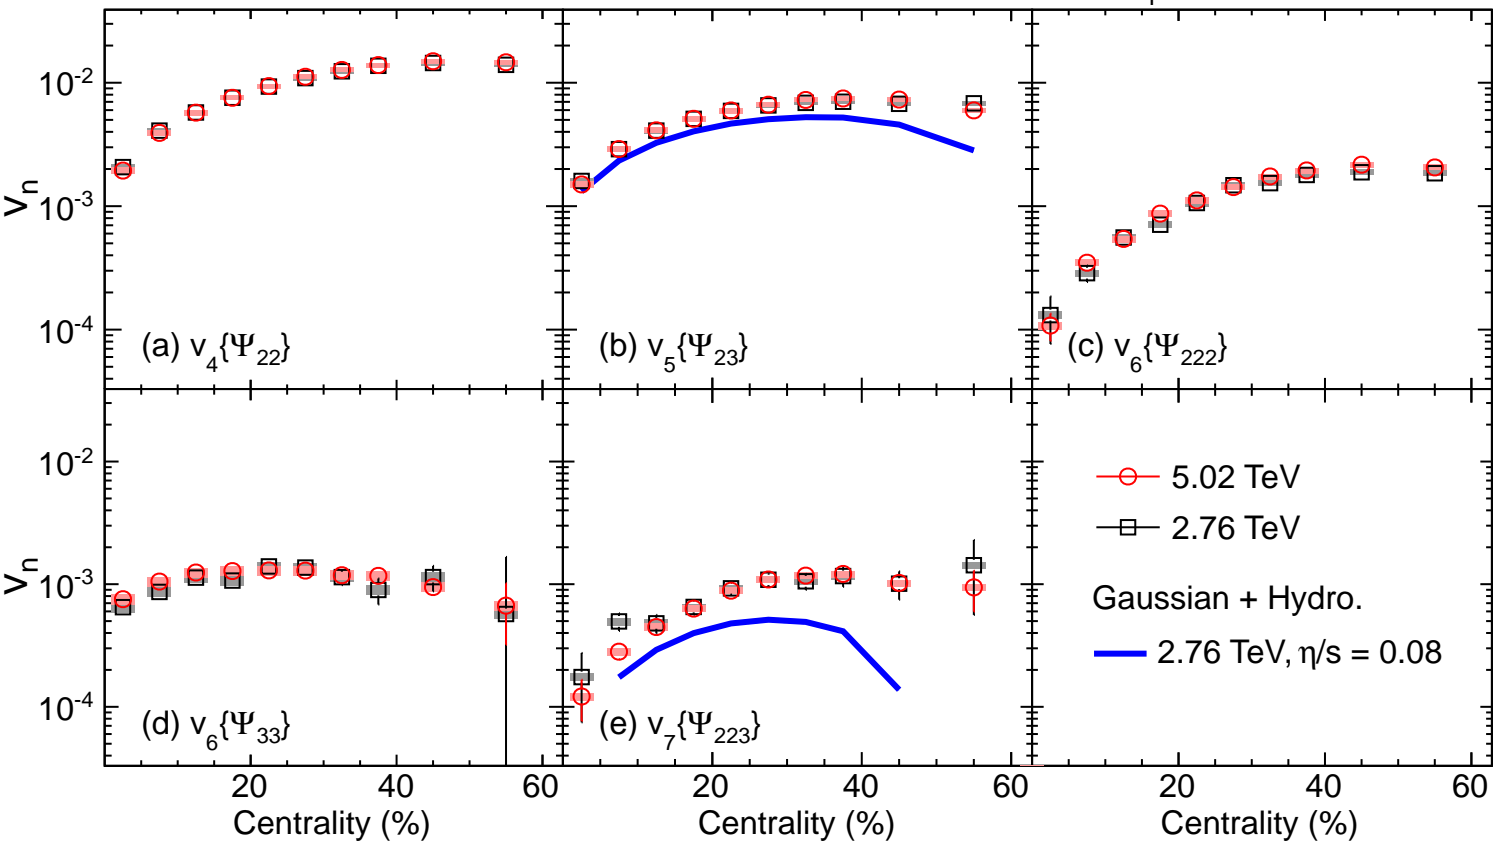 10⁻²
10⁻³
10⁻⁴
vₙ
(a) v₄{Ψ₂₂}
(b) v₅{Ψ₂₃}
(c) v₆{Ψ₂₂₂}
10⁻²
10⁻³
10⁻⁴
vₙ
(d) v₆{Ψ₃₃}
(e) v₇{Ψ₂₂₃}
5.02 TeV
2.76 TeV
Gaussian + Hydro.
2.76 TeV, η/s = 0.08
20 40 60 20 40 60 20 40 60
Centrality (%) Centrality (%) Centrality (%)